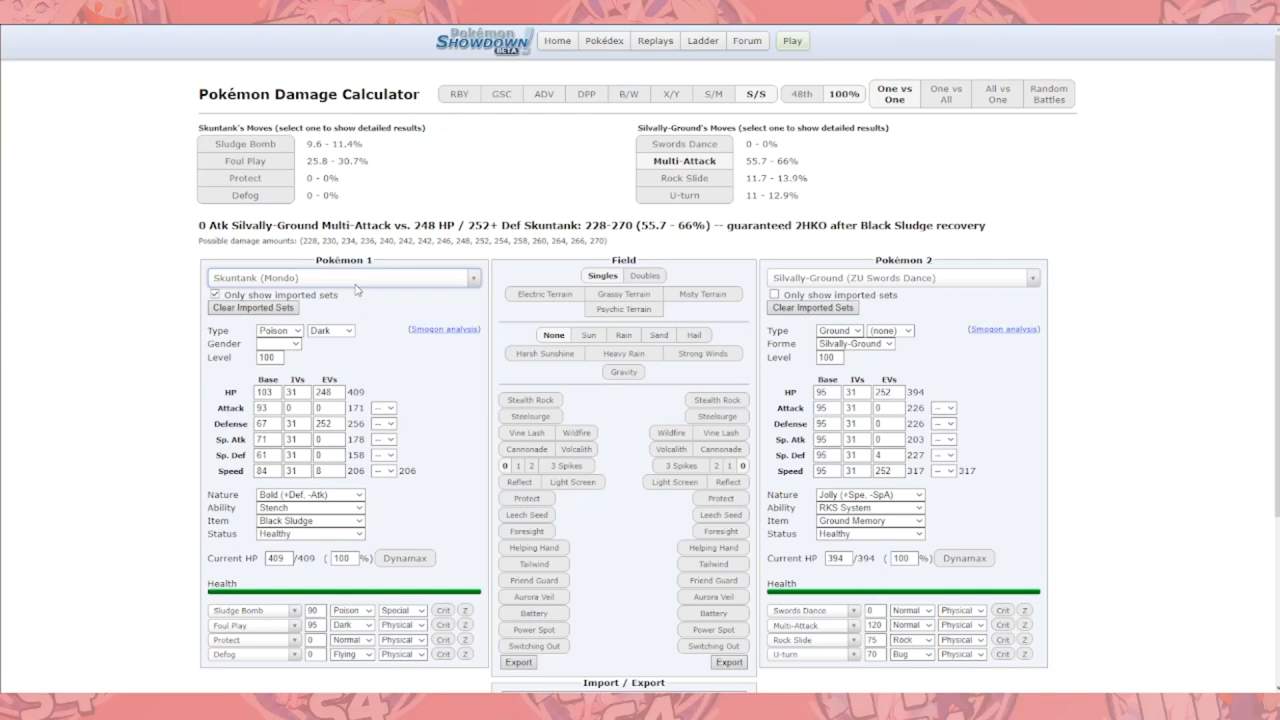 Pokémon
SHOWDOWN!
BETA
Home Pokédex Replays Ladder Forum Play
Pokémon Damage Calculator RBY GSC ADV DPP B/W X/Y S/M S/S 48th 100% One vs One One vs All All vs One Random Battles
Skuntank's Moves (select one to show detailed results) Silvally-Ground's Moves (select one to show detailed results)
Sludge Bomb 9.6 - 11.4% Swords Dance 0 - 0%
Foul Play 25.8 - 30.7% Multi-Attack 55.7 - 66%
Protect 0 - 0% Rock Slide 11.7 - 13.9%
Defog 0 - 0% U-turn 11 - 12.9%
0 Atk Silvally-Ground Multi-Attack vs. 248 HP / 252+ Def Skuntank: 228-270 (55.7 - 66%) -- guaranteed 2HKO after Black Sludge recovery
Possible damage amounts: (228, 230, 234, 236, 240, 242, 242, 246, 248, 252, 254, 258, 260, 264, 266, 270)
Pokémon 1
Skuntank (Mondo)
Only show imported sets
Clear Imported Sets
Type Poison Dark (Smogon analysis)
Gender
Level 100
Base IVs EVs
HP 103 31 248 409
Attack 93 0 0 171 --
Defense 67 31 252 256 --
Sp. Atk 71 31 0 178 --
Sp. Def 61 31 0 158 --
Speed 84 31 8 206 -- 206
Nature Bold (+Def, -Atk)
Ability Stench
Item Black Sludge
Status Healthy
Current HP 409 /409 ( 100 %) Dynamax
Health
Sludge Bomb 90 Poison Special Crit Z
Foul Play 95 Dark Physical Crit Z
Protect 0 Normal Physical Crit Z
Defog 0 Flying Physical Crit Z
Field
Singles Doubles
Electric Terrain Grassy Terrain Misty Terrain
Psychic Terrain
None Sun Rain Sand Hail
Harsh Sunshine Heavy Rain Strong Winds
Gravity
Stealth Rock Stealth Rock
Steelsurge Steelsurge
Vine Lash Wildfire Wildfire Vine Lash
Cannonade Volcalith Volcalith Cannonade
0 1 2 3 Spikes 3 Spikes 2 1 0
Reflect Light Screen Light Screen Reflect
Protect Protect
Leech Seed Leech Seed
Foresight Foresight
Helping Hand Helping Hand
Tailwind Tailwind
Friend Guard Friend Guard
Aurora Veil Aurora Veil
Battery Battery
Power Spot Power Spot
Switching Out Switching Out
Export Export
Import / Export
Pokémon 2
Silvally-Ground (ZU Swords Dance)
Only show imported sets
Clear Imported Sets
Type Ground (none) (Smogon analysis)
Forme Silvally-Ground
Level 100
Base IVs EVs
HP 95 31 252 394
Attack 95 31 0 226 --
Defense 95 31 0 226 --
Sp. Atk 95 31 0 203 --
Sp. Def 95 31 4 227 --
Speed 95 31 252 317 -- 317
Nature Jolly (+Spe, -SpA)
Ability RKS System
Item Ground Memory
Status Healthy
Current HP 394 /394 ( 100 %) Dynamax
Health
Swords Dance 0 Normal Physical Crit Z
Multi-Attack 120 Normal Physical Crit Z
Rock Slide 75 Rock Physical Crit Z
U-turn 70 Bug Physical Crit Z